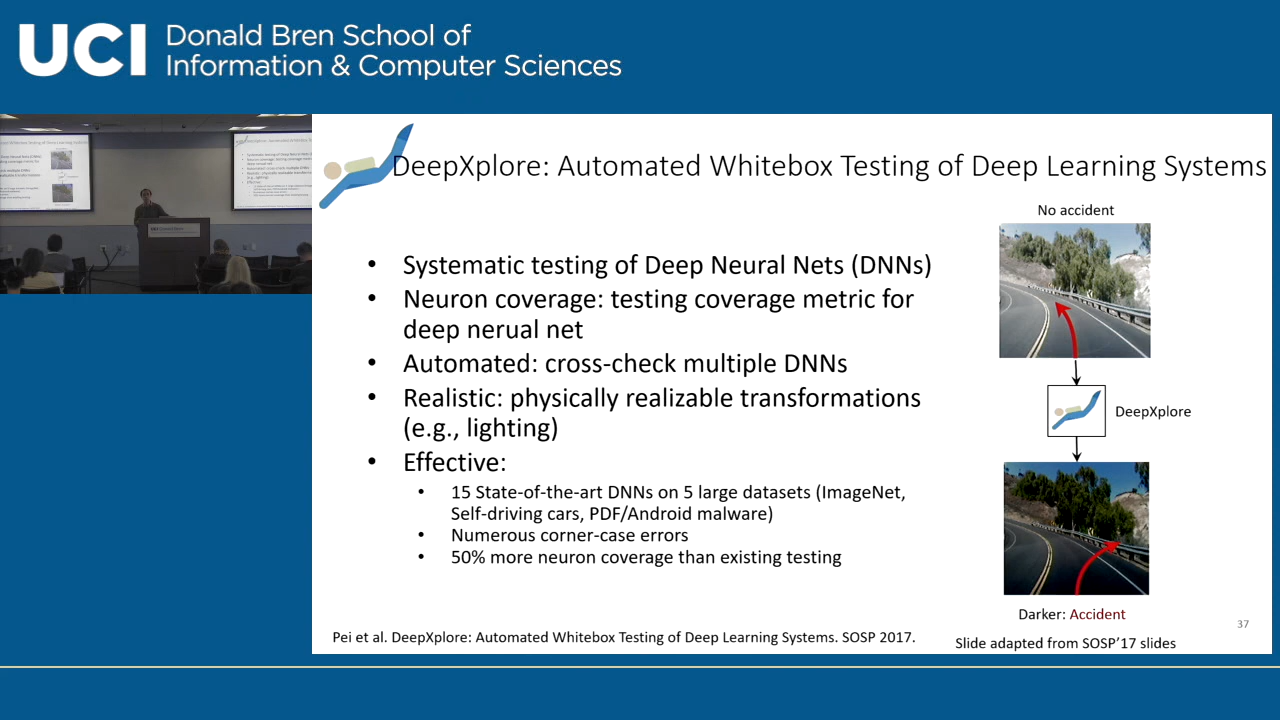 UCI Donald Bren School of
Information & Computer Sciences
DeepXplore: Automated Whitebox Testing of Deep Learning Systems
No accident
• Systematic testing of Deep Neural Nets (DNNs)
• Neuron coverage: testing coverage metric for
deep nerual net
• Automated: cross-check multiple DNNs
• Realistic: physically realizable transformations
(e.g., lighting)
• Effective:
• 15 State-of-the-art DNNs on 5 large datasets (ImageNet,
Self-driving cars, PDF/Android malware)
• Numerous corner-case errors
• 50% more neuron coverage than existing testing
DeepXplore
Darker: Accident
Pei et al. DeepXplore: Automated Whitebox Testing of Deep Learning Systems. SOSP 2017.
Slide adapted from SOSP'17 slides
37